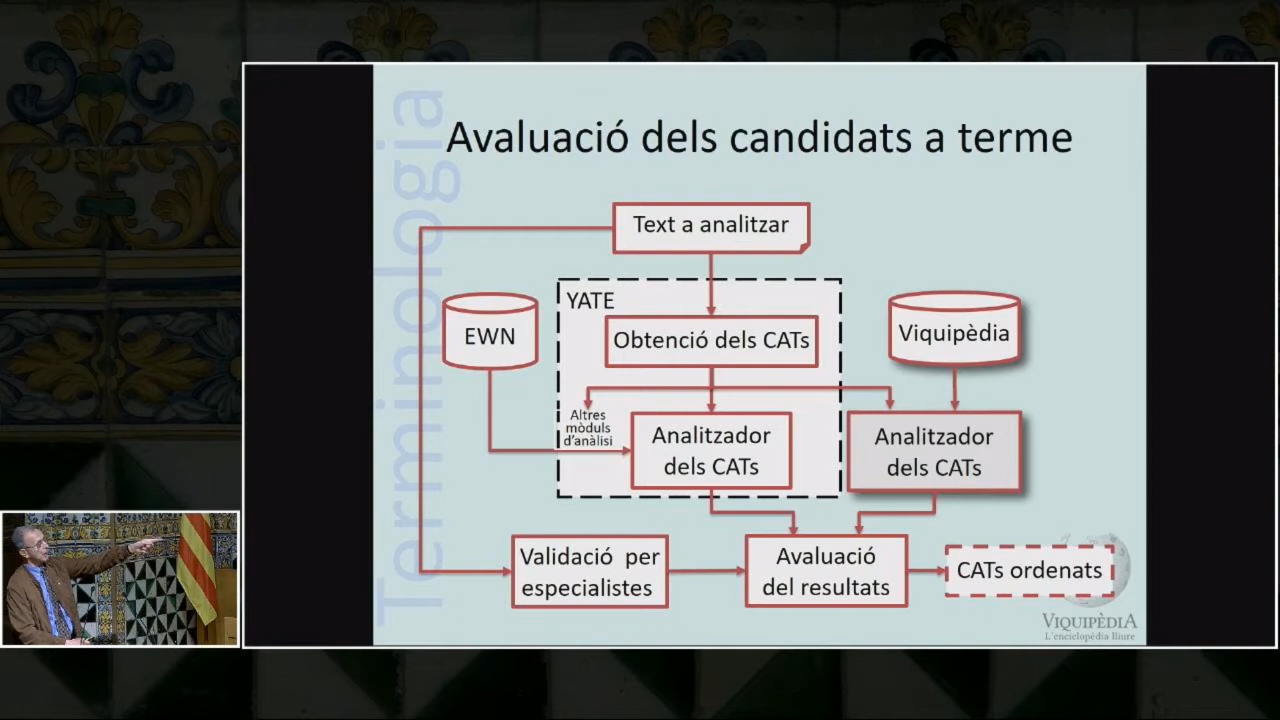 Terminologia
Avaluació dels candidats a terme
Text a analitzar
YATE
EWN
Obtenció dels CATs
Viquipèdia
Altres
mòduls
d'anàlisi
Analitzador
dels CATs
Analitzador
dels CATs
Validació per
especialistes
Avaluació
del resultats
CATs ordenats
VIQUIPÈDIA
L'enciclopèdia lliure